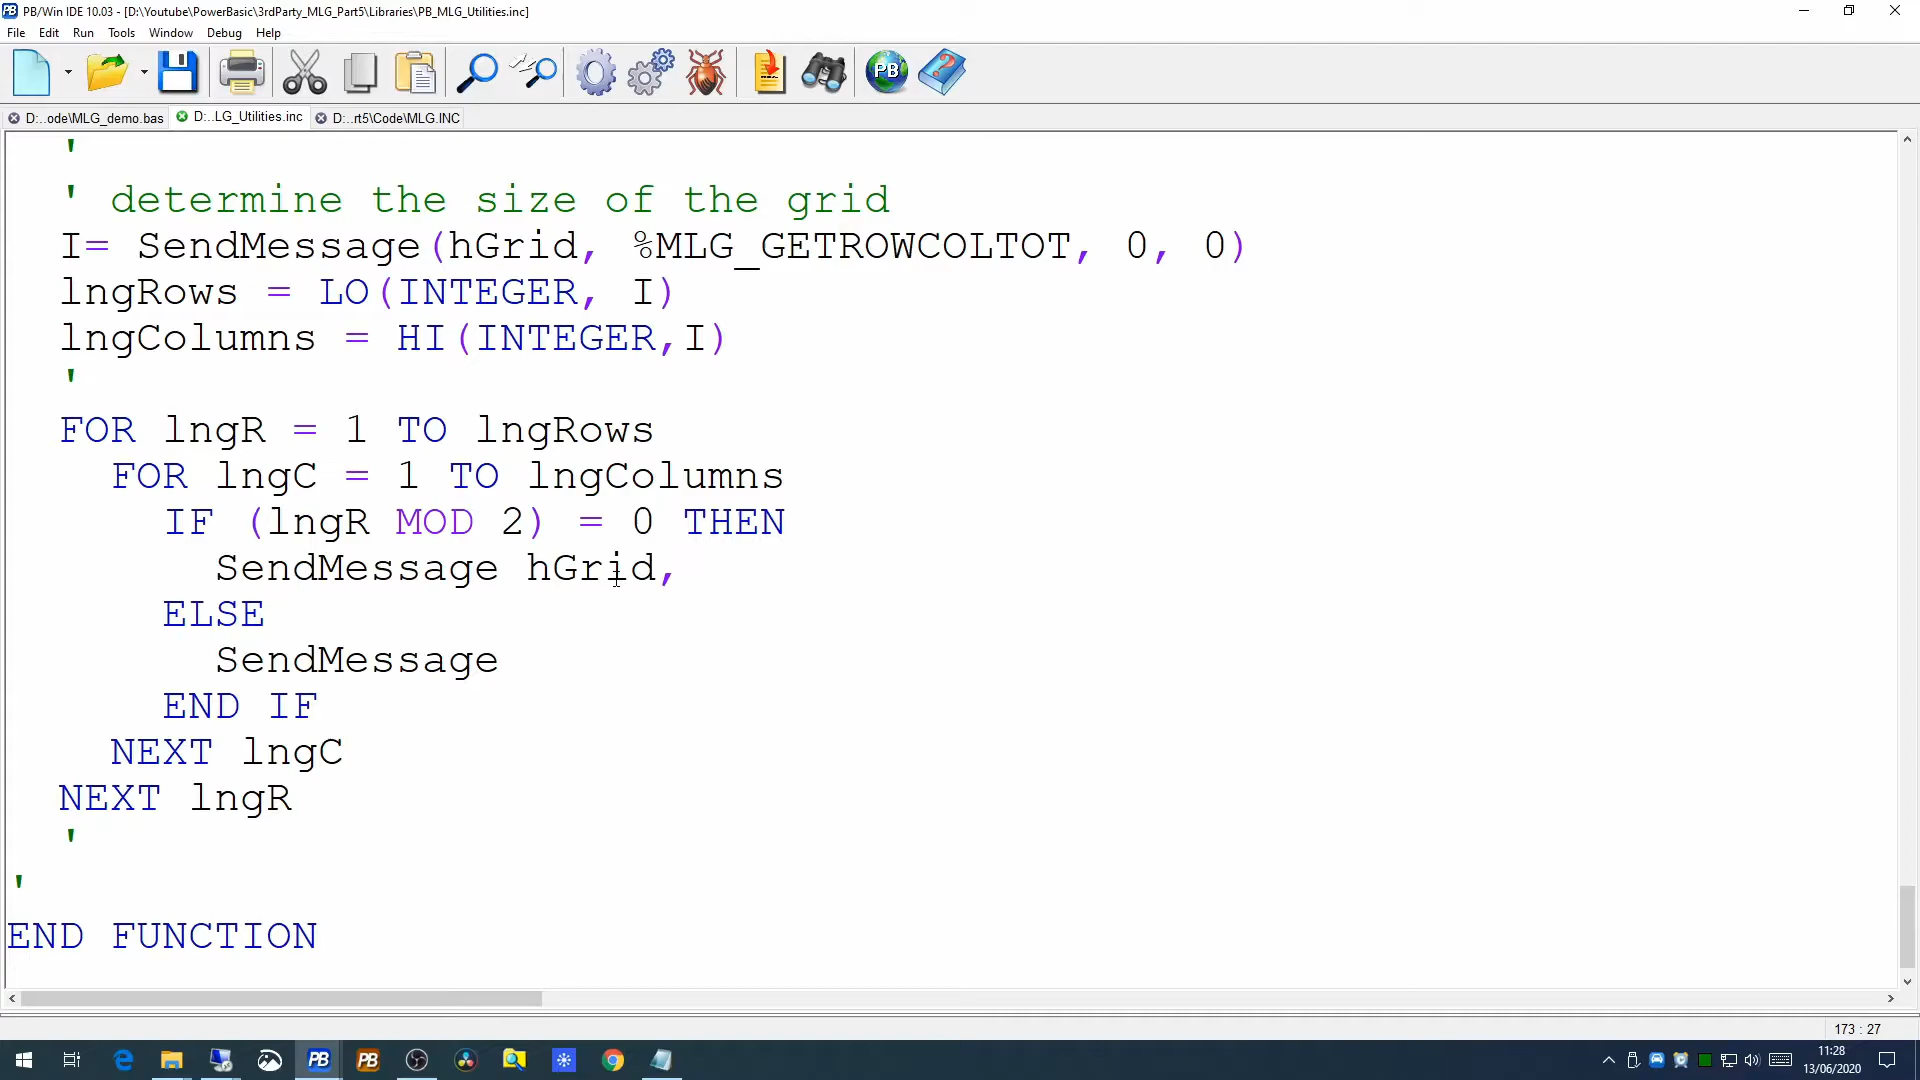 PB/Win IDE 10.03 - [D:\Youtube\PowerBasic\3rdParty_MLG_Part5\Libraries\PB_MLG_Utilities.inc]
File Edit Run Tools Window Debug Help
D:..ode\MLG_demo.bas D:..LG_Utilities.inc D:..rt5\Code\MLG.INC
'
' determine the size of the grid
I= SendMessage(hGrid, %MLG_GETROWCOLTOT, 0, 0)
lngRows = LO(INTEGER, I)
lngColumns = HI(INTEGER,I)
'
FOR lngR = 1 TO lngRows
FOR lngC = 1 TO lngColumns
IF (lngR MOD 2) = 0 THEN
SendMessage hGrid,
ELSE
SendMessage
END IF
NEXT lngC
NEXT lngR
'
'
END FUNCTION
173 : 27
11:28
13/06/2020